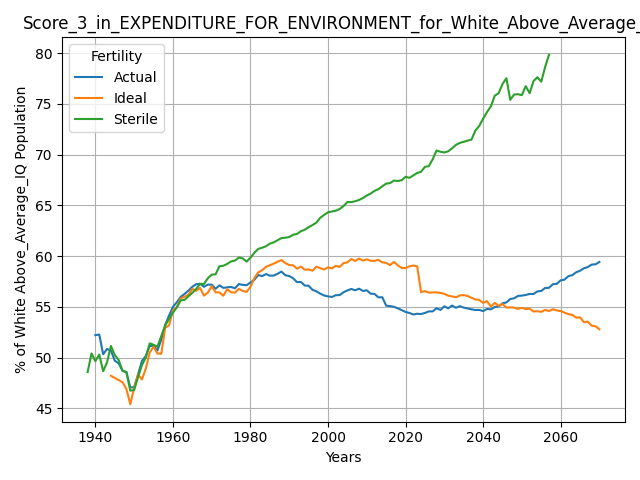 Score_3_in_EXPENDITURE_FOR_ENVIRONMENT_for_White_Above_Average_
Fertility
Actual
Ideal
Sterile
80
75
70
65
60
55
50
45
% of White Above_Average_IQ Population
1940
1960
1980
2000
2020
2040
2060
Years